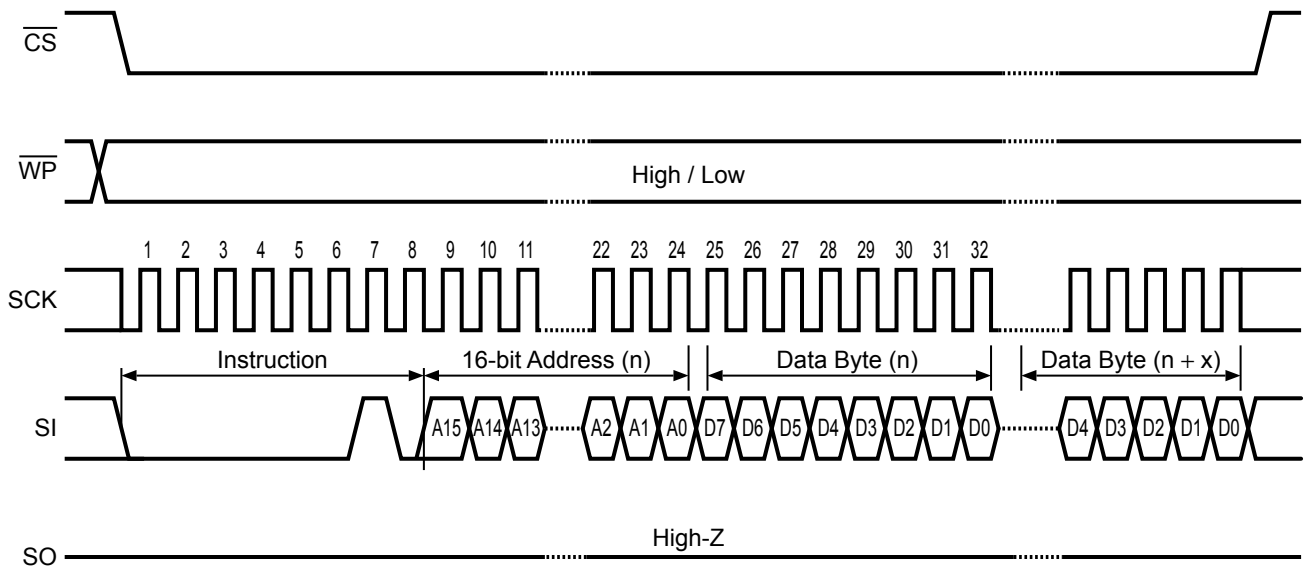 CS
WP
High / Low
1 2 3 4 5 6 7 8 9 10 11 22 23 24 25 26 27 28 29 30 31 32
SCK
Instruction 16-bit Address (n) Data Byte (n) Data Byte (n + x)
SI A15 A14 A13 A2 A1 A0 D7 D6 D5 D4 D3 D2 D1 D0 D4 D3 D2 D1 D0
High-Z
SO